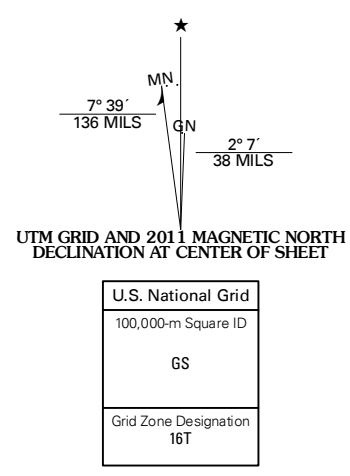 ★
MN
7° 39´
136 MILS
GN
2° 7´
38 MILS
UTM GRID AND 2011 MAGNETIC NORTH
DECLINATION AT CENTER OF SHEET
U.S. National Grid
100,000-m Square ID
GS
Grid Zone Designation
16T